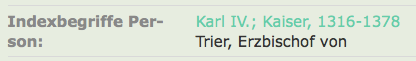 Indexbegriffe Per- Karl IV.; Kaiser, 1316-1378
son: Trier, Erzbischof von